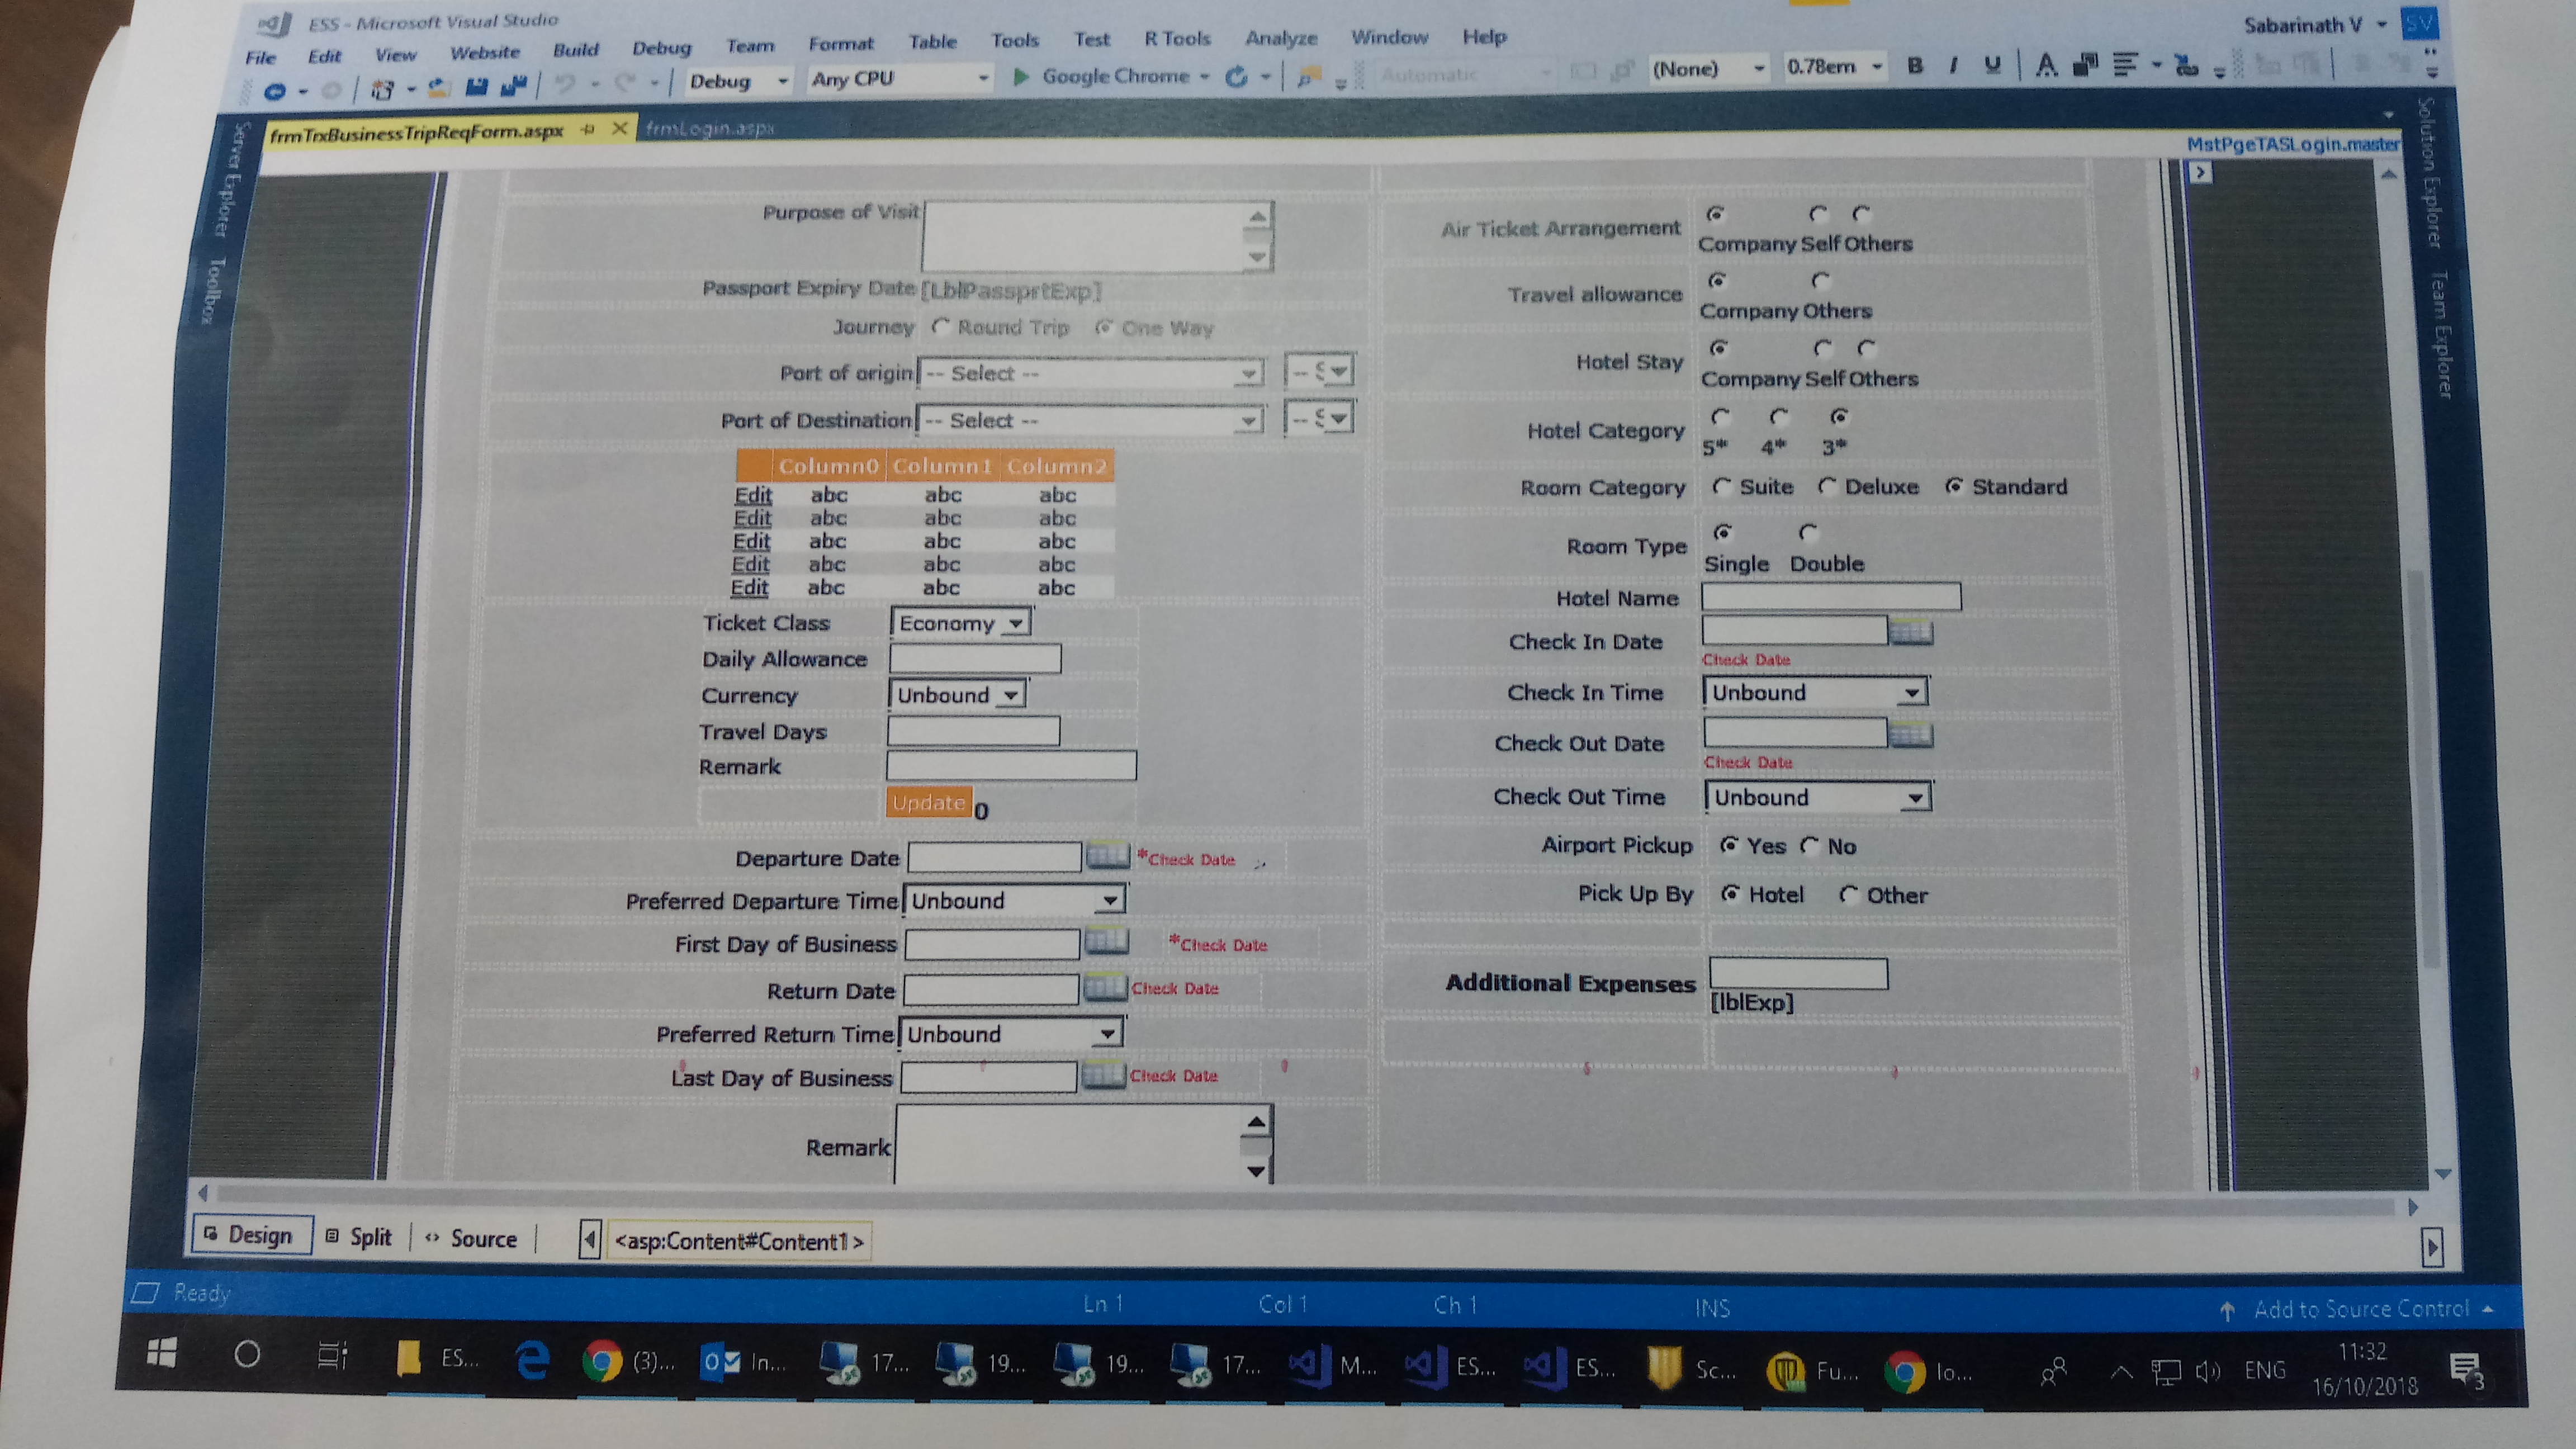 ESS - Microsoft Visual Studio
Sabarinath V SV
File Edit View Website Build Debug Team Format Table Tools Test R Tools Analyze Window Help
Debug Any CPU Google Chrome Automatic (None) 0.78em B I U A
frmTrxBusinessTripReqForm.aspx frmLogin.aspx
MstPgeTASLogin.master
Server Explorer Toolbox
Solution Explorer Team Explorer
Purpose of Visit
Passport Expiry Date [LblPassprtExp]
Journey Round Trip One Way
Port of origin -- Select -- -- S
Port of Destination -- Select -- -- S
Column0 Column1 Column2
Edit abc abc abc
Edit abc abc abc
Edit abc abc abc
Edit abc abc abc
Edit abc abc abc
Ticket Class Economy
Daily Allowance
Currency Unbound
Travel Days
Remark
Update 0
Departure Date *Check Date
Preferred Departure Time Unbound
First Day of Business *Check Date
Return Date Check Date
Preferred Return Time Unbound
Last Day of Business Check Date
Remark
Air Ticket Arrangement
Company Self Others
Travel allowance
Company Others
Hotel Stay
Company Self Others
Hotel Category
5* 4* 3*
Room Category Suite Deluxe Standard
Room Type
Single Double
Hotel Name
Check In Date
Check Date
Check In Time Unbound
Check Out Date
Check Date
Check Out Time Unbound
Airport Pickup Yes No
Pick Up By Hotel Other
Additional Expenses
[lblExp]
Design Split Source <asp:Content#Content1>
Ready Ln 1 Col 1 Ch 1 INS Add to Source Control
ES... (3)... In... 17... 19... 19... 17... M... ES... ES... Sc... Fu... lo... ENG 11:32
16/10/2018 3